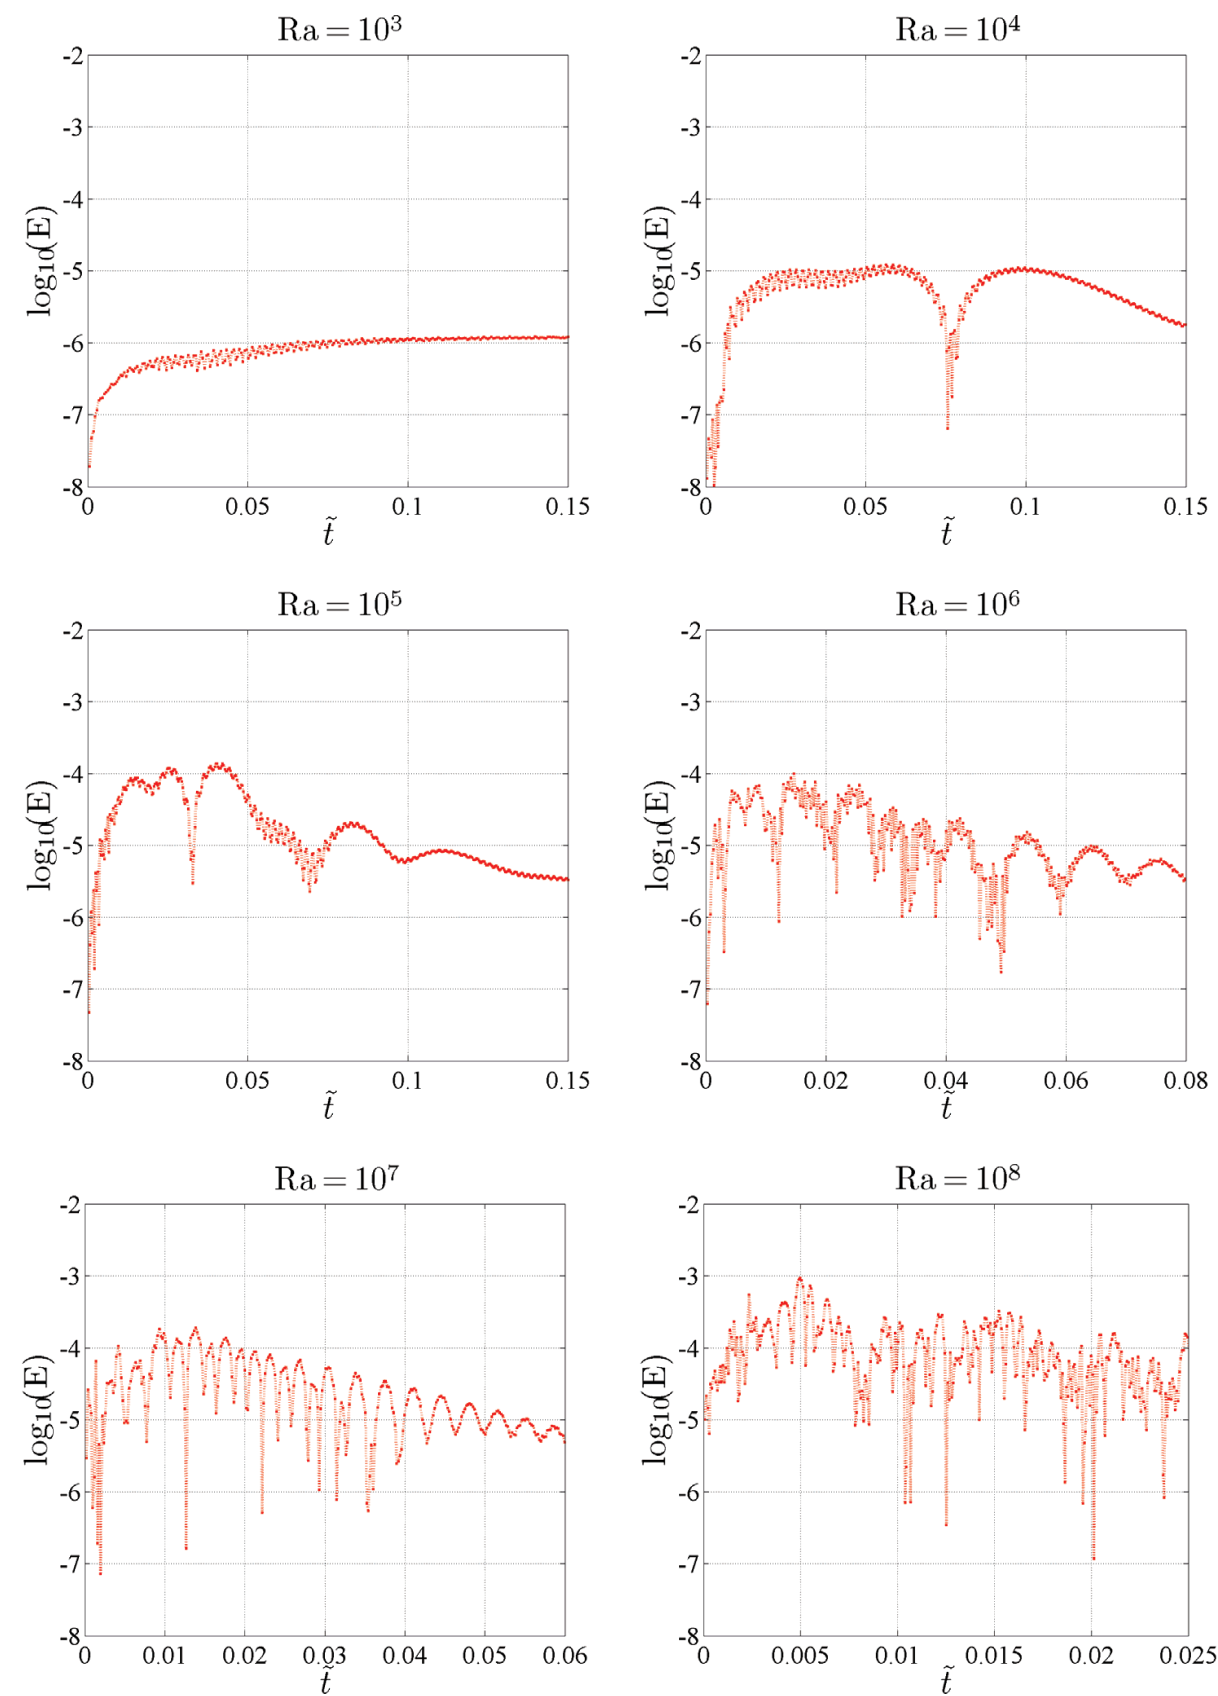 Ra = 10³ Ra = 10⁴
-2 -2
-3 -3
-4 -4
log₁₀(E) log₁₀(E)
-5 -5
-6 -6
-7 -7
-8 -8
0 0.05 0.1 0.15 0 0.05 0.1 0.15
t̃ t̃
Ra = 10⁵ Ra = 10⁶
-2 -2
-3 -3
-4 -4
log₁₀(E) log₁₀(E)
-5 -5
-6 -6
-7 -7
-8 -8
0 0.05 0.1 0.15 0 0.02 0.04 0.06 0.08
t̃ t̃
Ra = 10⁷ Ra = 10⁸
-2 -2
-3 -3
-4 -4
log₁₀(E) log₁₀(E)
-5 -5
-6 -6
-7 -7
-8 -8
0 0.01 0.02 0.03 0.04 0.05 0.06 0 0.005 0.01 0.015 0.02 0.025
t̃ t̃